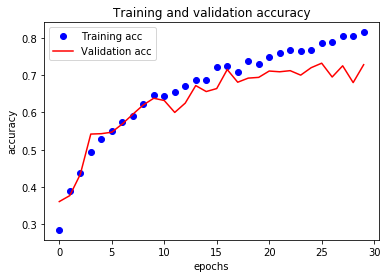 Training and validation accuracy
Training acc
Validation acc
accuracy
0.8
0.7
0.6
0.5
0.4
0.3
0 5 10 15 20 25 30
epochs